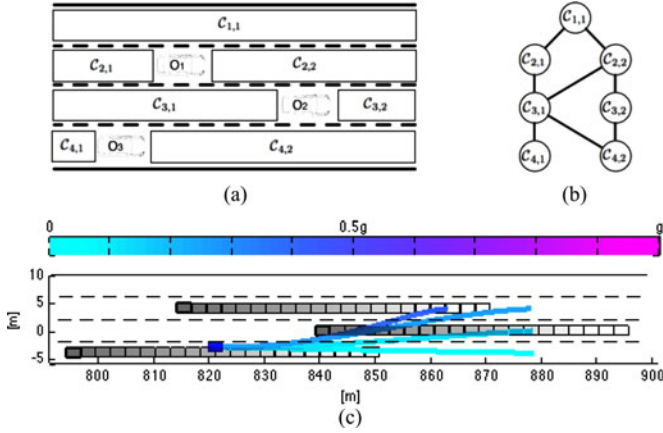 C1,1
C2,1 O1 C2,2
C3,1 O2 C3,2
C4,1 O3 C4,2
(a)
C1,1
C2,1 C2,2
C3,1 C3,2
C4,1 C4,2
(b)
0 0.5g g
[m]
10
5
0
-5
800 810 820 830 840 850 860 870 880 890 900
[m]
(c)